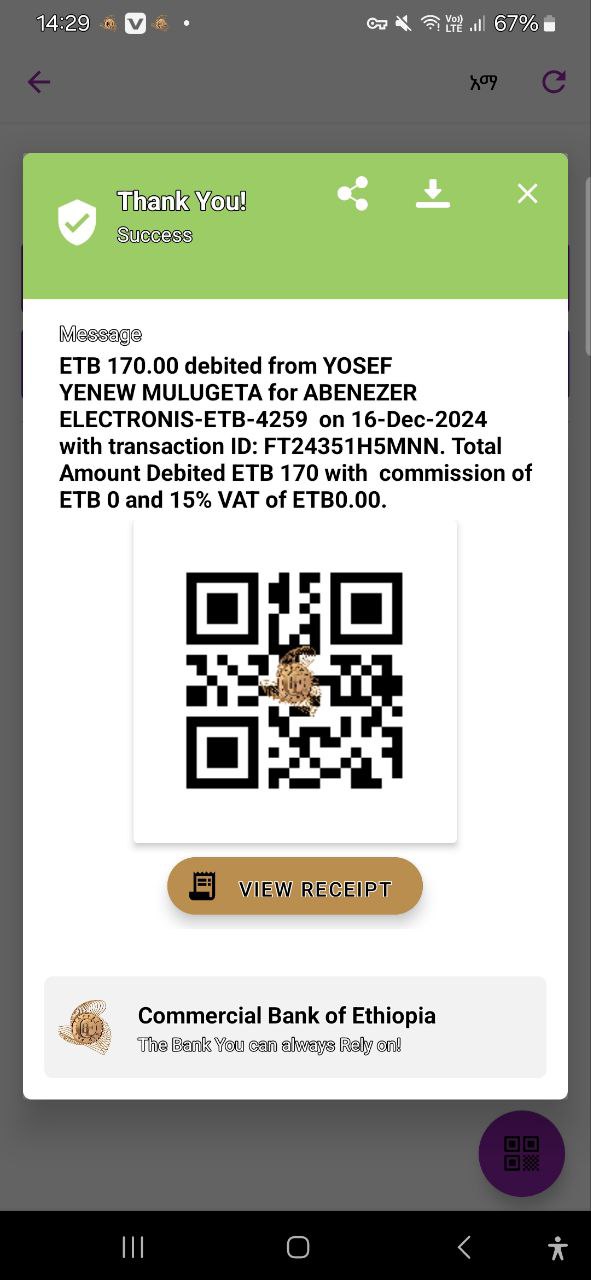 14:29
Vo))
LTE
67%
አማ
Thank You!
Success
Message
ETB 170.00 debited from YOSEF
YENEW MULUGETA for ABENEZER
ELECTRONIS-ETB-4259 on 16-Dec-2024
with transaction ID: FT24351H5MNN. Total
Amount Debited ETB 170 with commission of
ETB 0 and 15% VAT of ETB0.00.
VIEW RECEIPT
Commercial Bank of Ethiopia
The Bank You can always Rely on!